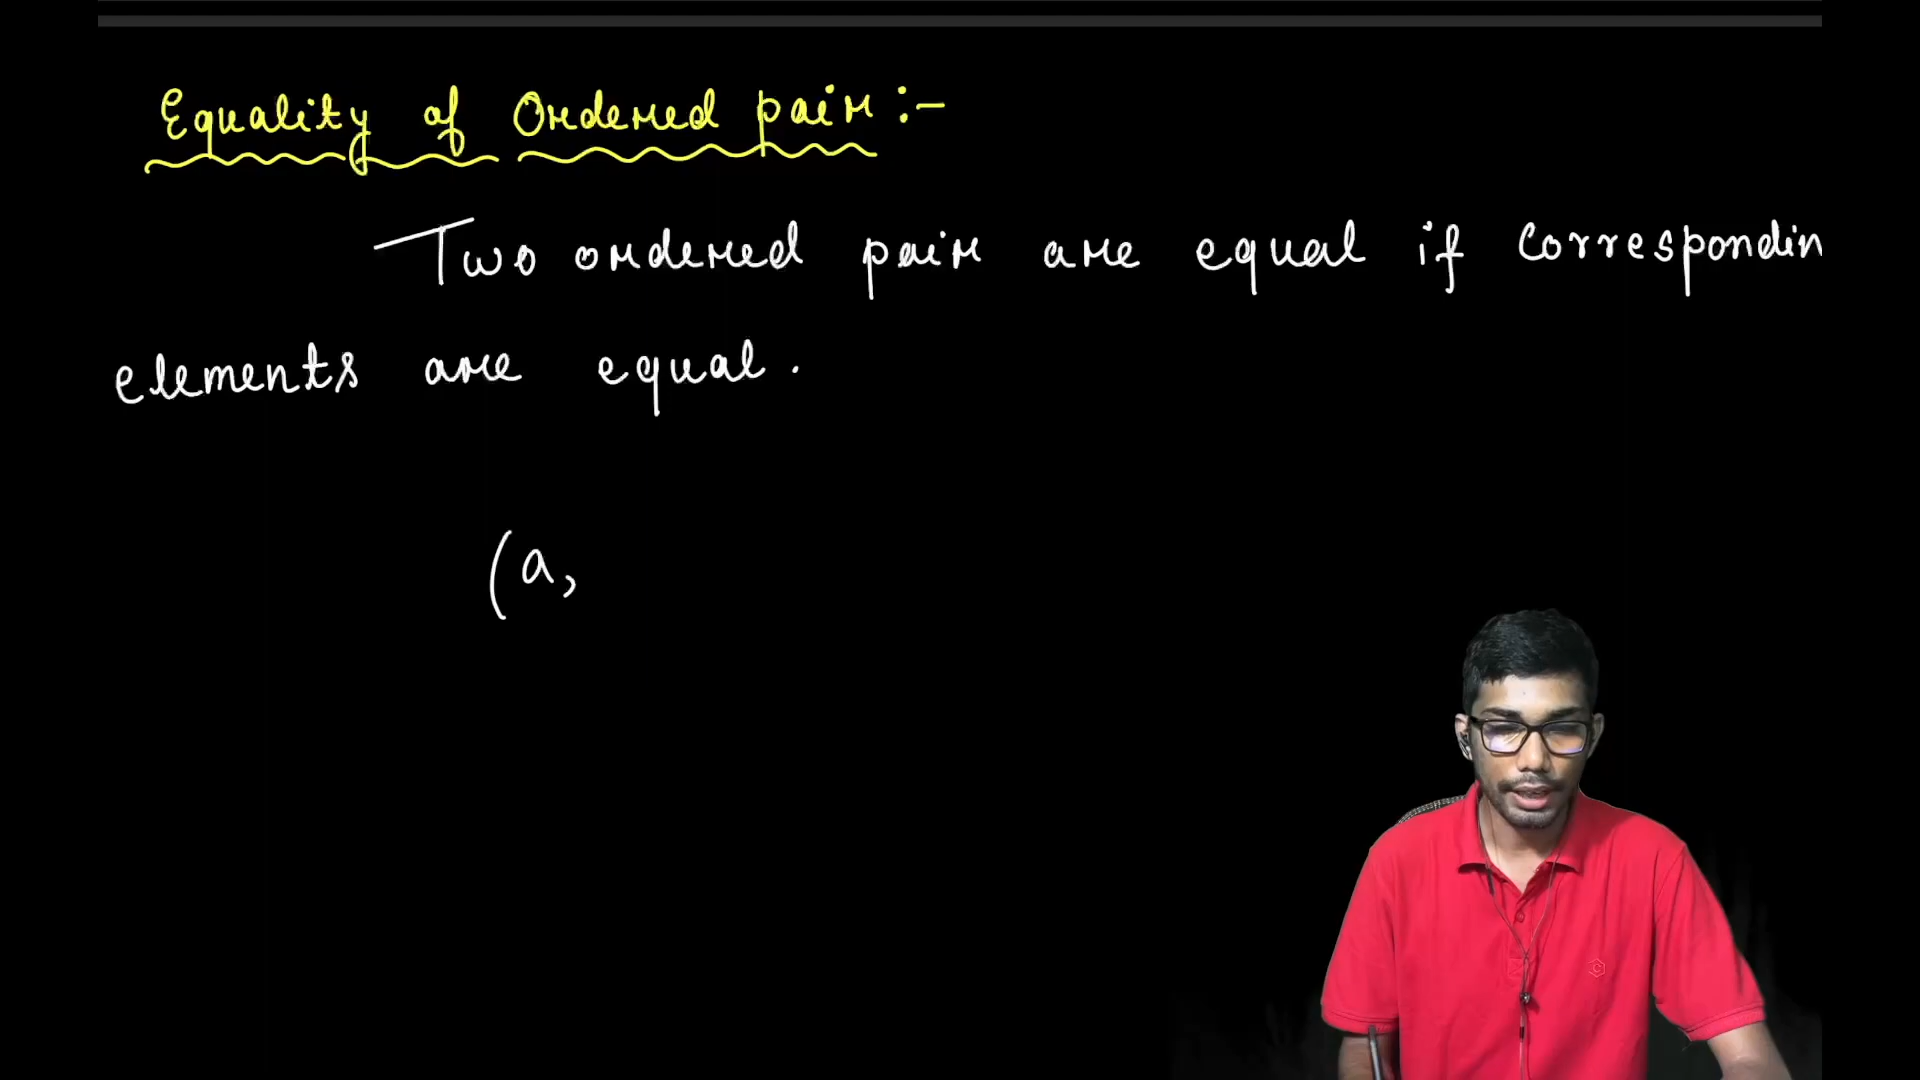 Equality of Ordered pair :-
Two ordered pair are equal if correspondin
elements are equal .
(a,